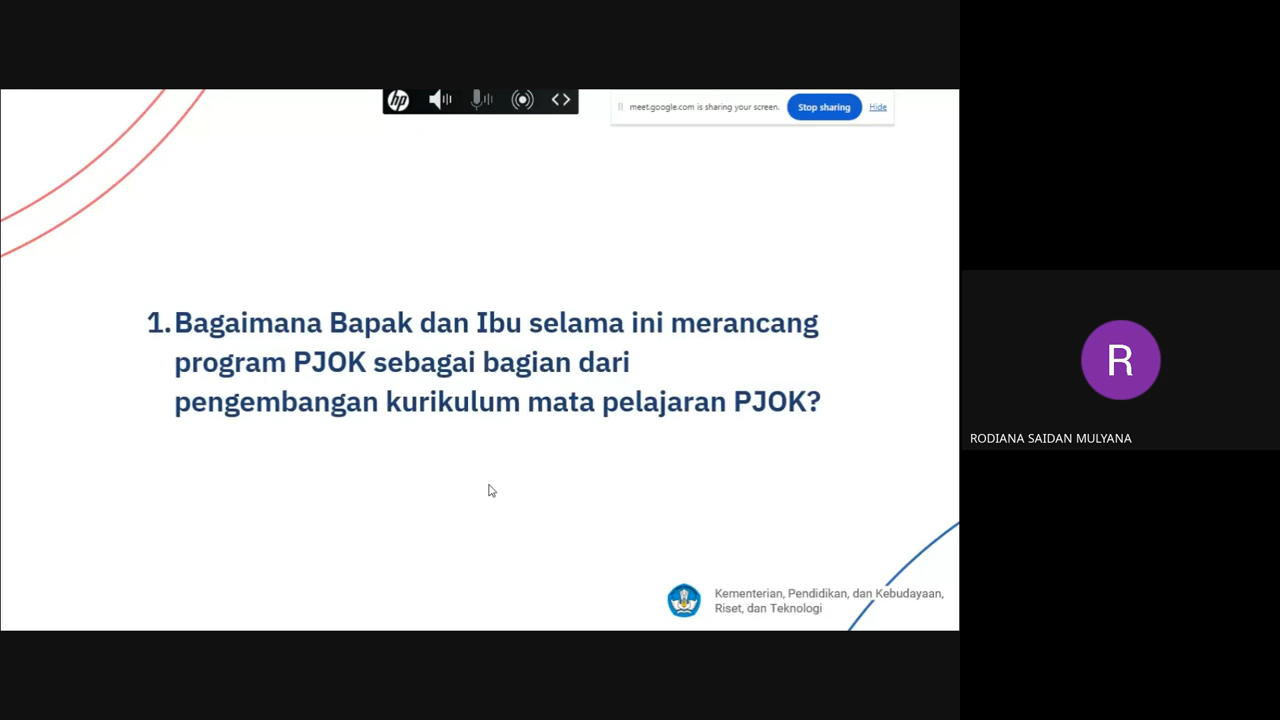 hp
meet.google.com is sharing your screen.
Stop sharing
Hide
1. Bagaimana Bapak dan Ibu selama ini merancang
program PJOK sebagai bagian dari
pengembangan kurikulum mata pelajaran PJOK?
Kementerian, Pendidikan, dan Kebudayaan,
Riset, dan Teknologi
R
RODIANA SAIDAN MULYANA